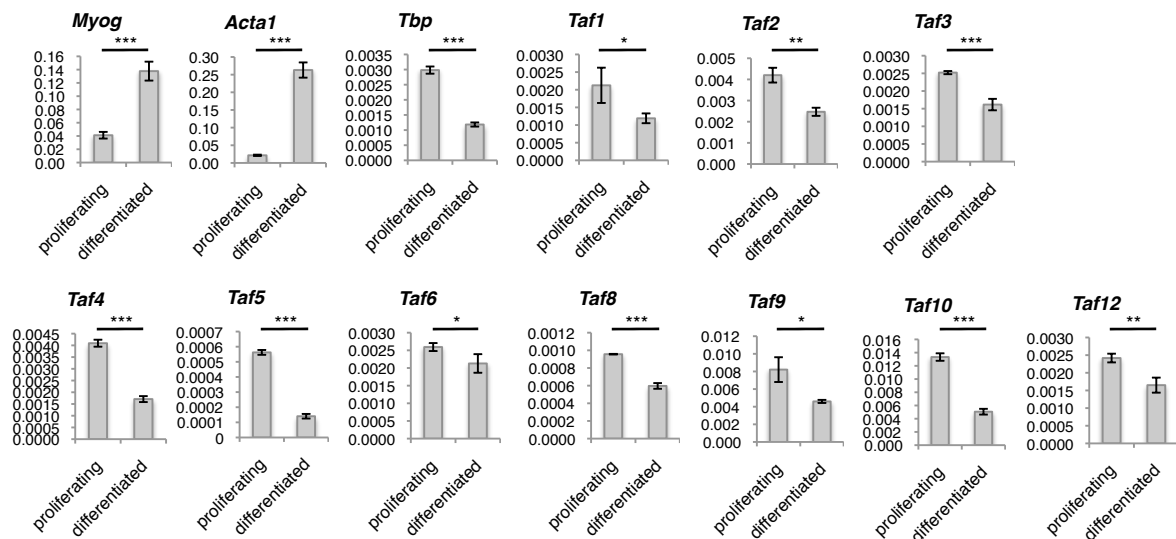 Myog
***
0.16
0.14
0.12
0.10
0.08
0.06
0.04
0.02
0.00
proliferating
differentiated
Acta1
***
0.30
0.25
0.20
0.15
0.10
0.05
0.00
proliferating
differentiated
Tbp
***
0.0035
0.0030
0.0025
0.0020
0.0015
0.0010
0.0005
0.0000
proliferating
differentiated
Taf1
*
0.0030
0.0025
0.0020
0.0015
0.0010
0.0005
0.0000
proliferating
differentiated
Taf2
**
0.005
0.004
0.003
0.002
0.001
0.000
proliferating
differentiated
Taf3
***
0.0030
0.0025
0.0020
0.0015
0.0010
0.0005
0.0000
proliferating
differentiated
Taf4
***
0.0045
0.0040
0.0035
0.0030
0.0025
0.0020
0.0015
0.0010
0.0005
0.0000
proliferating
differentiated
Taf5
***
0.0007
0.0006
0.0005
0.0004
0.0003
0.0002
0.0001
0
proliferating
differentiated
Taf6
*
0.0030
0.0025
0.0020
0.0015
0.0010
0.0005
0.0000
proliferating
differentiated
Taf8
***
0.0012
0.0010
0.0008
0.0006
0.0004
0.0002
0.0000
proliferating
differentiated
Taf9
*
0.012
0.010
0.008
0.006
0.004
0.002
0.000
proliferating
differentiated
Taf10
***
0.016
0.014
0.012
0.010
0.008
0.006
0.004
0.002
0.000
proliferating
differentiated
Taf12
**
0.0030
0.0025
0.0020
0.0015
0.0010
0.0005
0.0000
proliferating
differentiated